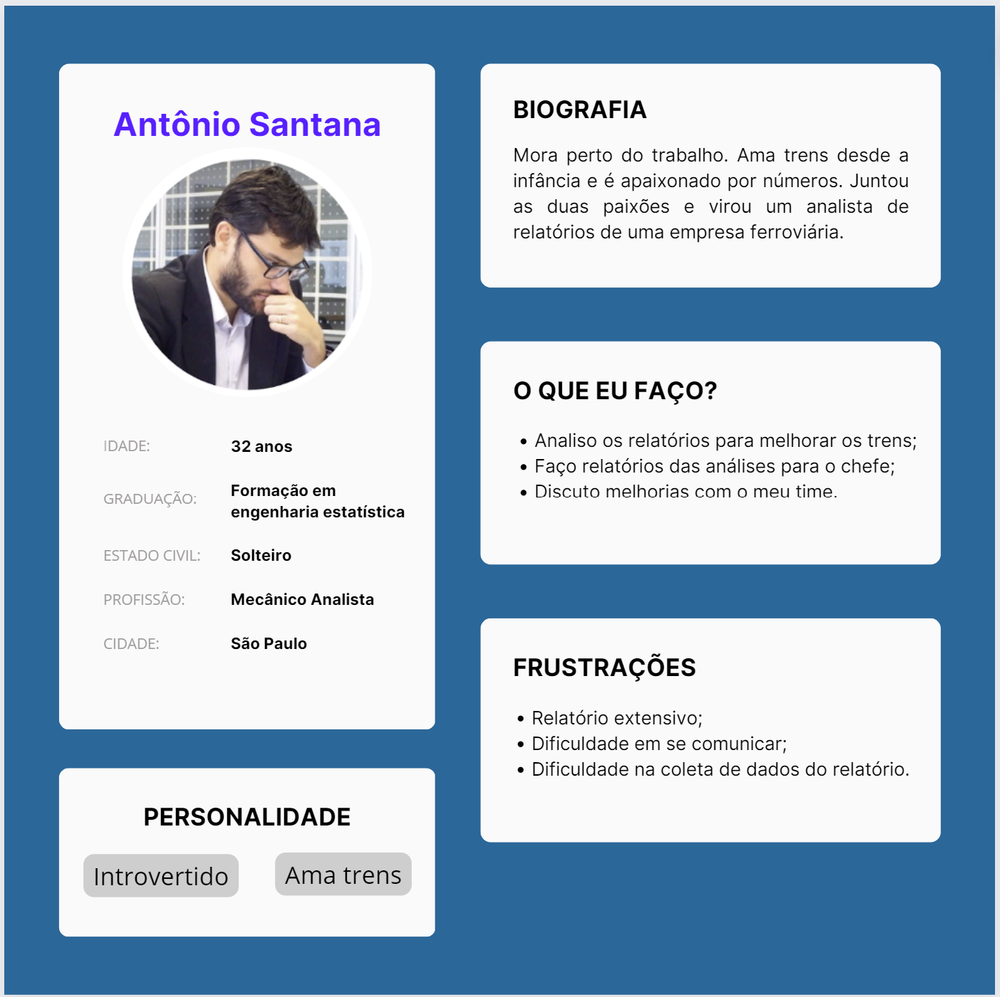 Antônio Santana
IDADE: 32 anos
GRADUAÇÃO: Formação em
engenharia estatística
ESTADO CIVIL: Solteiro
PROFISSÃO: Mecânico Analista
CIDADE: São Paulo
PERSONALIDADE
Introvertido Ama trens
BIOGRAFIA
Mora perto do trabalho. Ama trens desde a
infância e é apaixonado por números. Juntou
as duas paixões e virou um analista de
relatórios de uma empresa ferroviária.
O QUE EU FAÇO?
• Analiso os relatórios para melhorar os trens;
• Faço relatórios das análises para o chefe;
• Discuto melhorias com o meu time.
FRUSTRAÇÕES
• Relatório extensivo;
• Dificuldade em se comunicar;
• Dificuldade na coleta de dados do relatório.